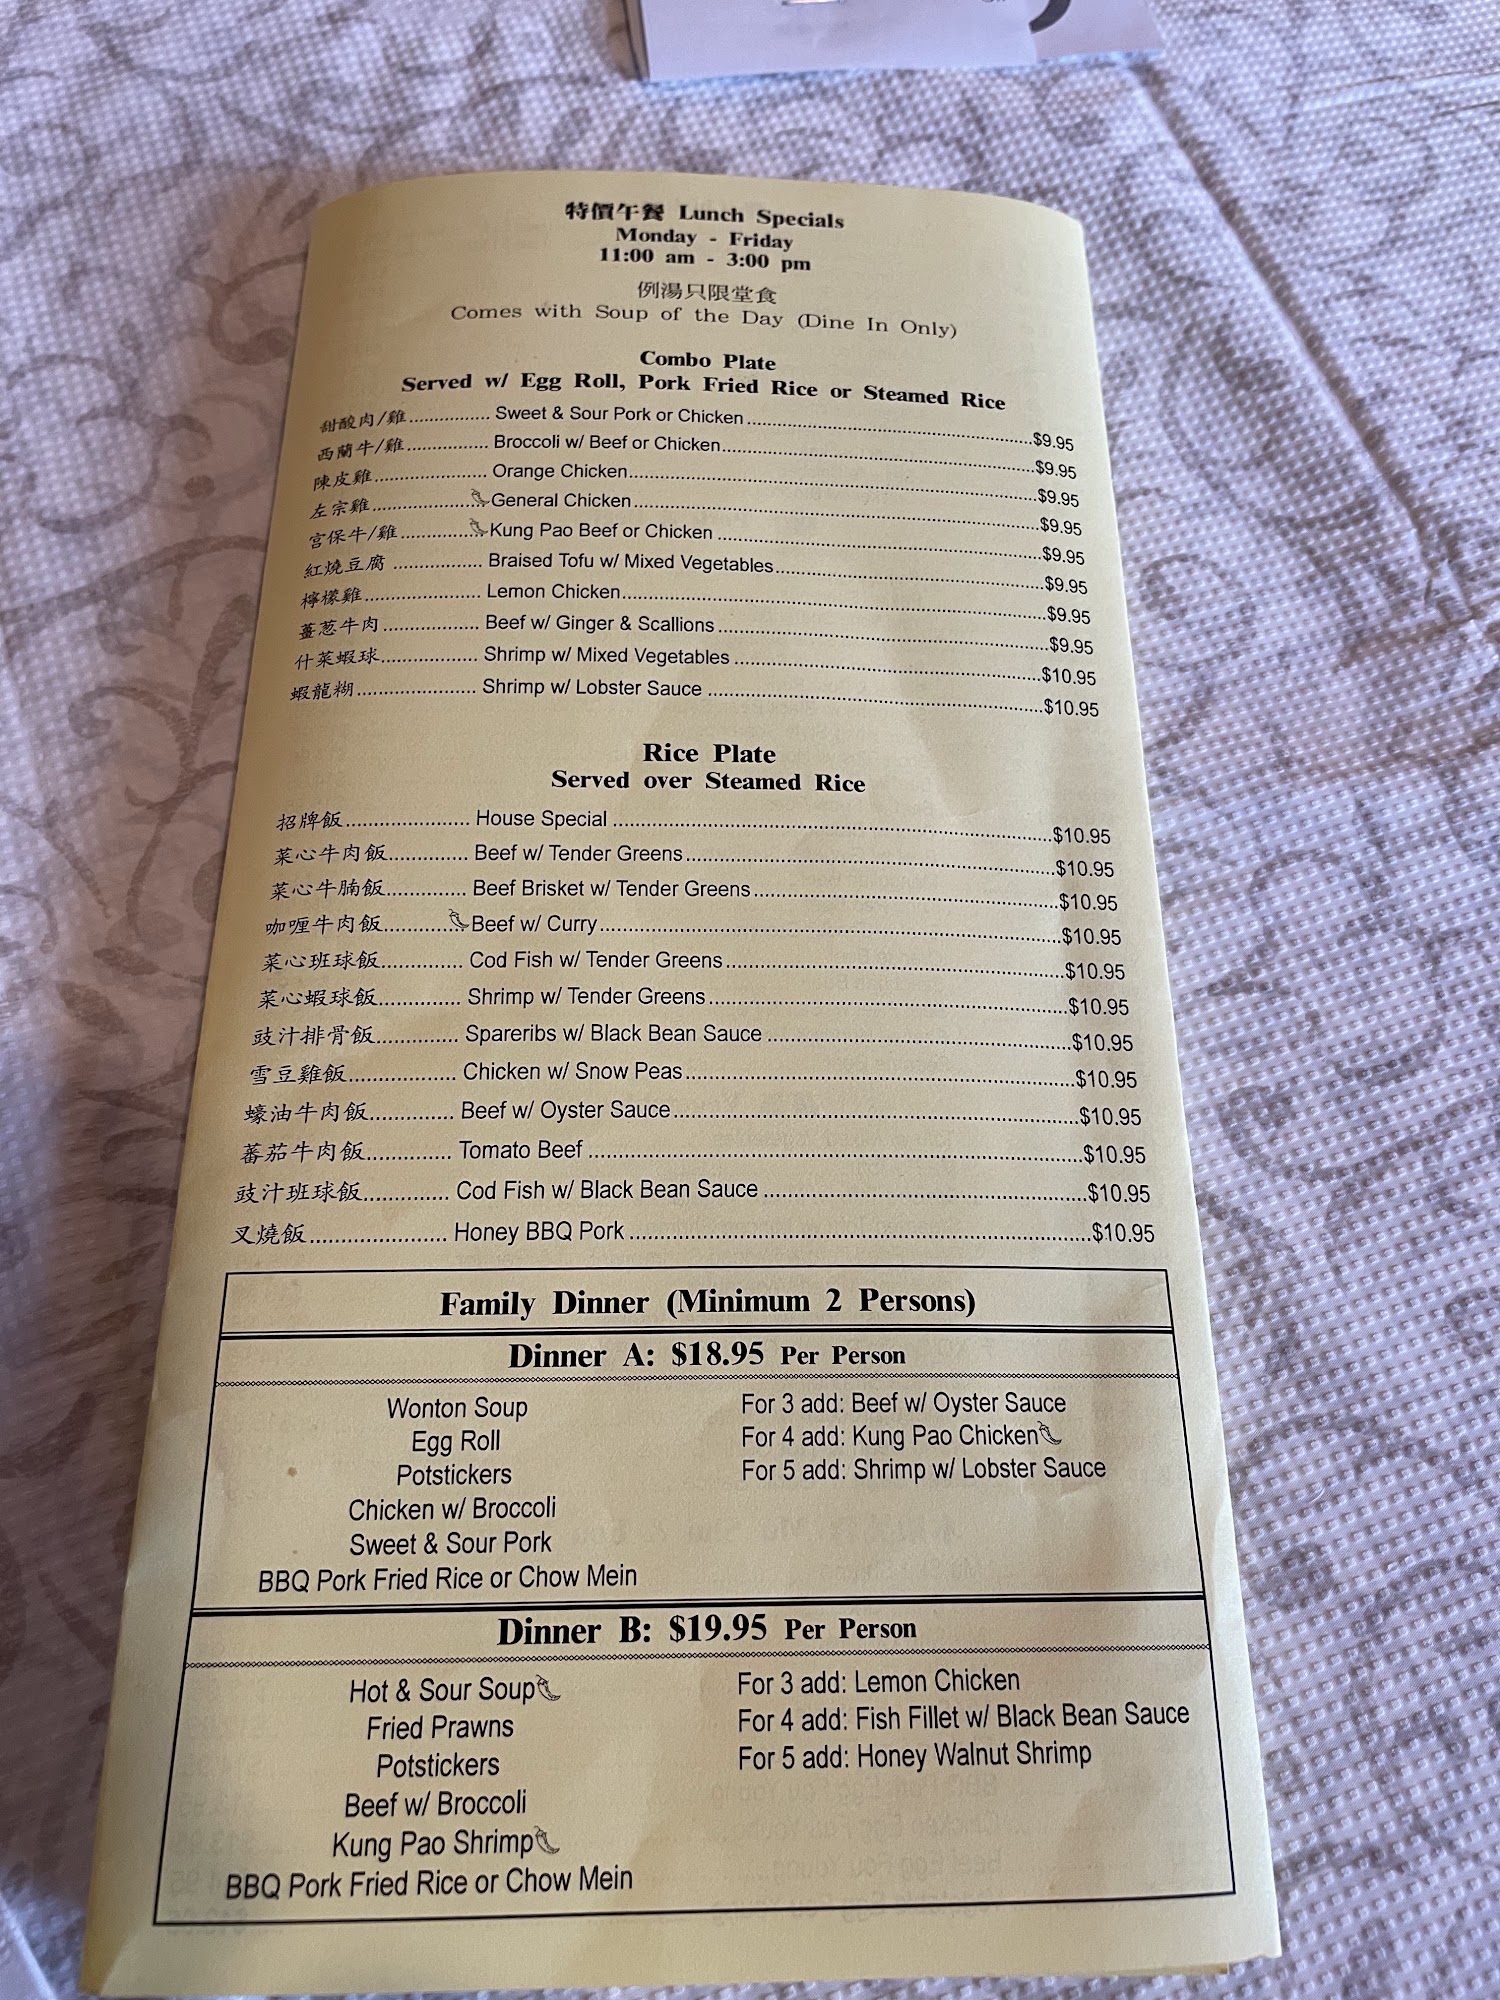 特價午餐 Lunch Specials
Monday - Friday
11:00 am - 3:00 pm
例湯只限堂食
Comes with Soup of the Day (Dine In Only)
Combo Plate
Served w/ Egg Roll, Pork Fried Rice or Steamed Rice
甜酸肉/雞................ Sweet & Sour Pork or Chicken ................ $9.95
西蘭牛/雞................ Broccoli w/ Beef or Chicken................ $9.95
陳皮雞................ Orange Chicken................ $9.95
左宗雞................ General Chicken................ $9.95
宮保牛/雞................ Kung Pao Beef or Chicken ................ $9.95
紅燒豆腐 ................ Braised Tofu w/ Mixed Vegetables................ $9.95
檸檬雞................ Lemon Chicken................ $9.95
薑葱牛肉................ Beef w/ Ginger & Scallions ................ $9.95
什菜蝦球................ Shrimp w/ Mixed Vegetables ................ $10.95
蝦龍糊................ Shrimp w/ Lobster Sauce ................ $10.95
Rice Plate
Served over Steamed Rice
招牌飯................ House Special ................ $10.95
菜心牛肉飯................ Beef w/ Tender Greens................ $10.95
菜心牛腩飯................ Beef Brisket w/ Tender Greens................ $10.95
咖喱牛肉飯................ Beef w/ Curry................ $10.95
菜心班球飯................ Cod Fish w/ Tender Greens................ $10.95
菜心蝦球飯................ Shrimp w/ Tender Greens................ $10.95
豉汁排骨飯................ Spareribs w/ Black Bean Sauce ................ $10.95
雪豆雞飯................ Chicken w/ Snow Peas................ $10.95
蠔油牛肉飯................ Beef w/ Oyster Sauce................ $10.95
蕃茄牛肉飯................ Tomato Beef ................ $10.95
豉汁班球飯................ Cod Fish w/ Black Bean Sauce ................ $10.95
叉燒飯................ Honey BBQ Pork ................ $10.95
Family Dinner (Minimum 2 Persons)
Dinner A: $18.95 Per Person
Wonton Soup
Egg Roll
Potstickers
Chicken w/ Broccoli
Sweet & Sour Pork
BBQ Pork Fried Rice or Chow Mein
For 3 add: Beef w/ Oyster Sauce
For 4 add: Kung Pao Chicken
For 5 add: Shrimp w/ Lobster Sauce
Dinner B: $19.95 Per Person
Hot & Sour Soup
Fried Prawns
Potstickers
Beef w/ Broccoli
Kung Pao Shrimp
BBQ Pork Fried Rice or Chow Mein
For 3 add: Lemon Chicken
For 4 add: Fish Fillet w/ Black Bean Sauce
For 5 add: Honey Walnut Shrimp